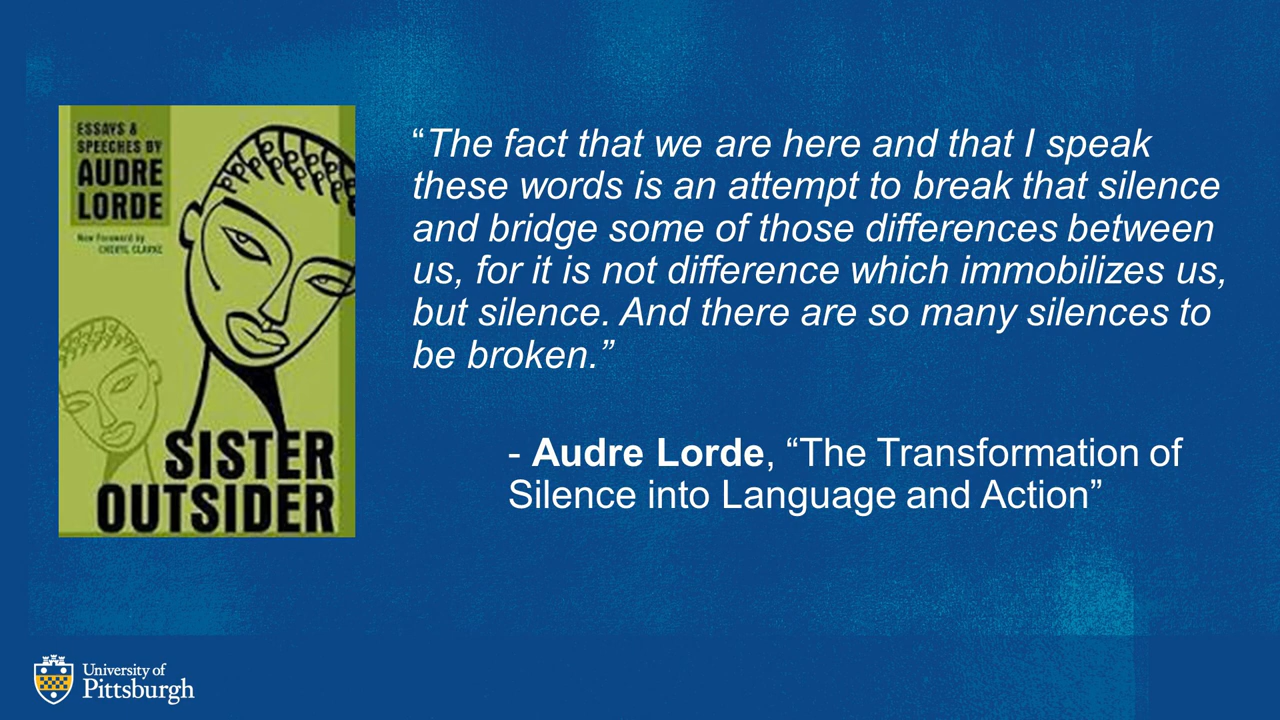 ESSAYS &
SPEECHES BY
AUDRE
LORDE
New Foreword by
CHERYL CLARKE
SISTER
OUTSIDER
“The fact that we are here and that I speak
these words is an attempt to break that silence
and bridge some of those differences between
us, for it is not difference which immobilizes us,
but silence. And there are so many silences to
be broken.”
- Audre Lorde, “The Transformation of
Silence into Language and Action”
University of
Pittsburgh